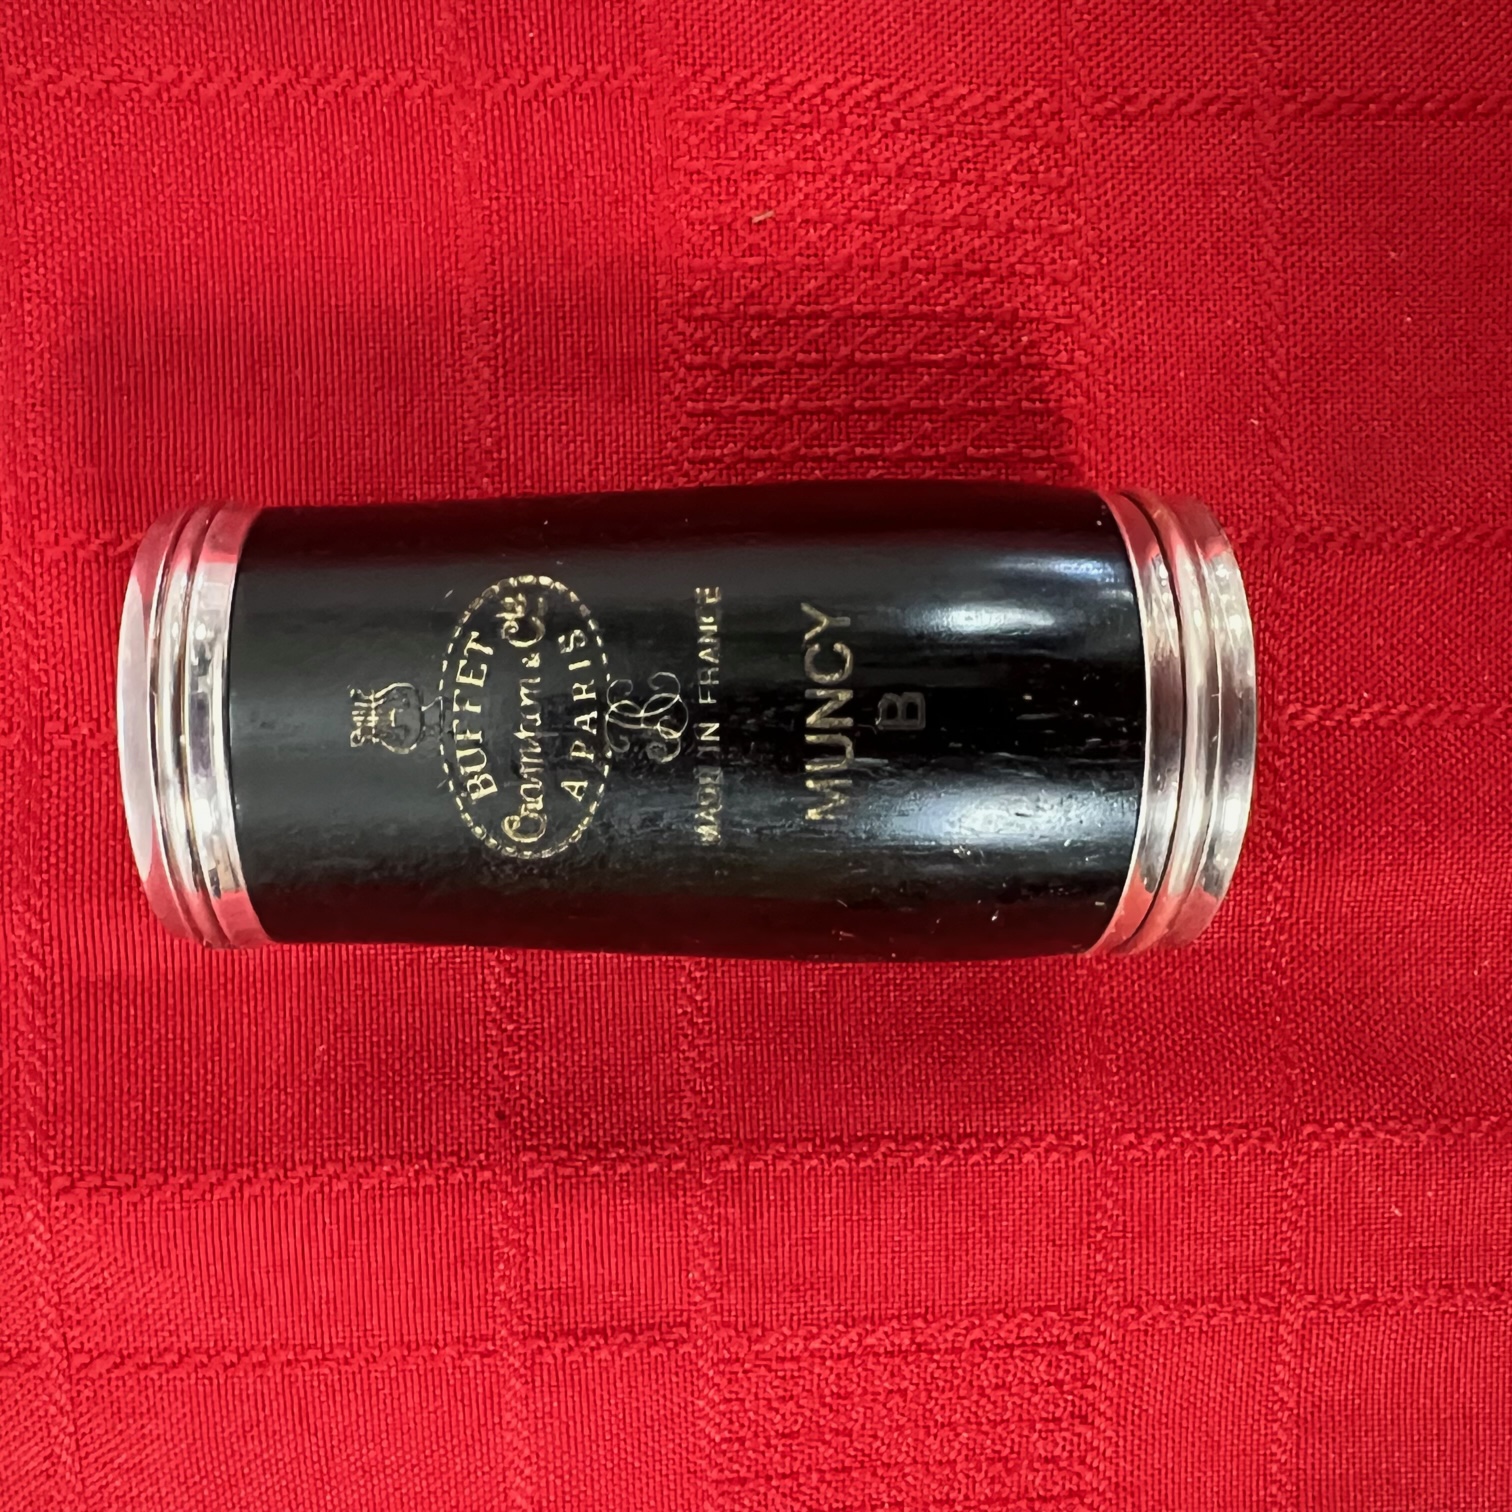 BUFFET
Crampon & Cie
A PARIS
BC
MADE IN FRANCE
MUNCY
B